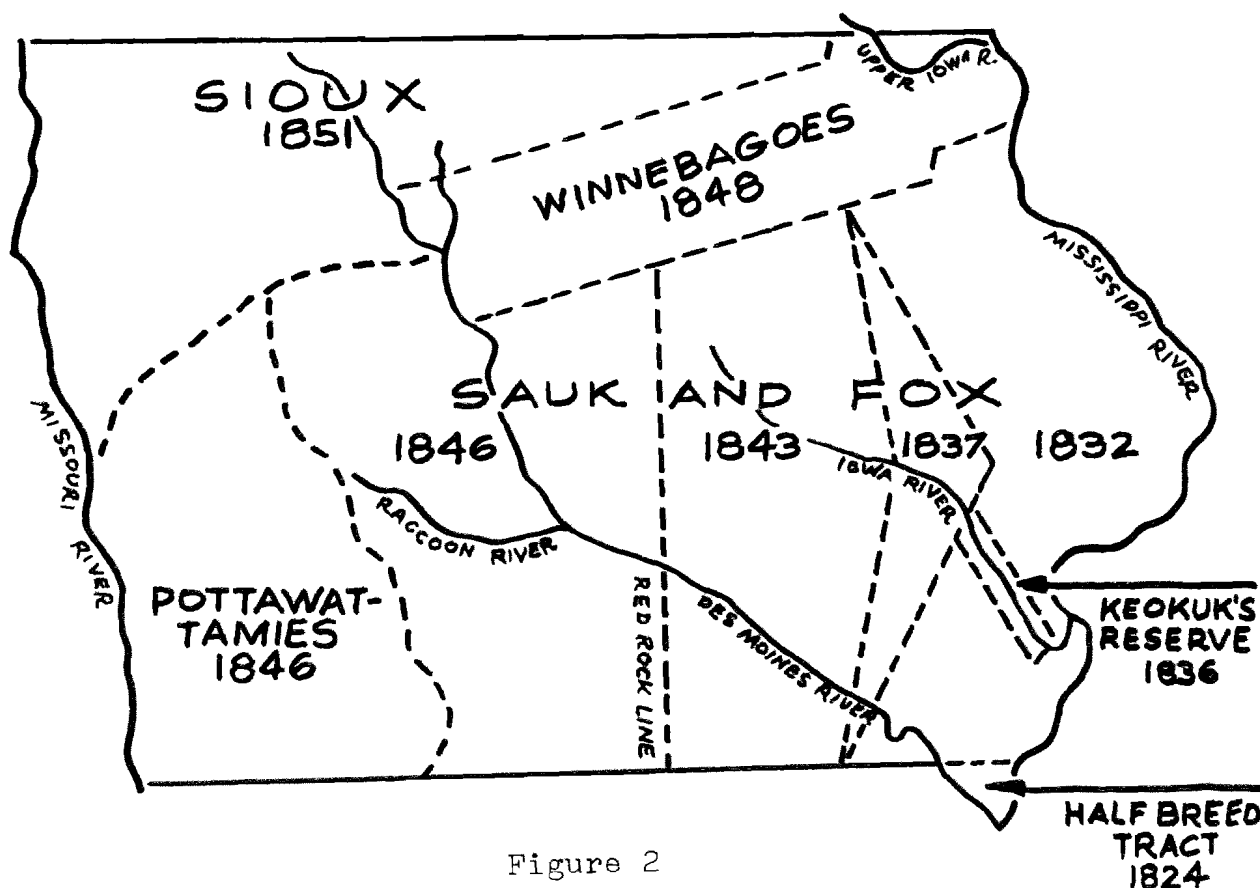 UPPER IOWA R.
SIOUX
1851
WINNEBAGOES
1848
MISSISSIPPI RIVER
SAUK AND FOX
1846
1843
1837
1832
MISSOURI RIVER
IOWA RIVER
RACCOON RIVER
POTTAWAT-
TAMIES
1846
RED ROCK LINE
DES MOINES RIVER
KEOKUK'S
RESERVE
1836
HALF BREED
TRACT
1824
Figure 2